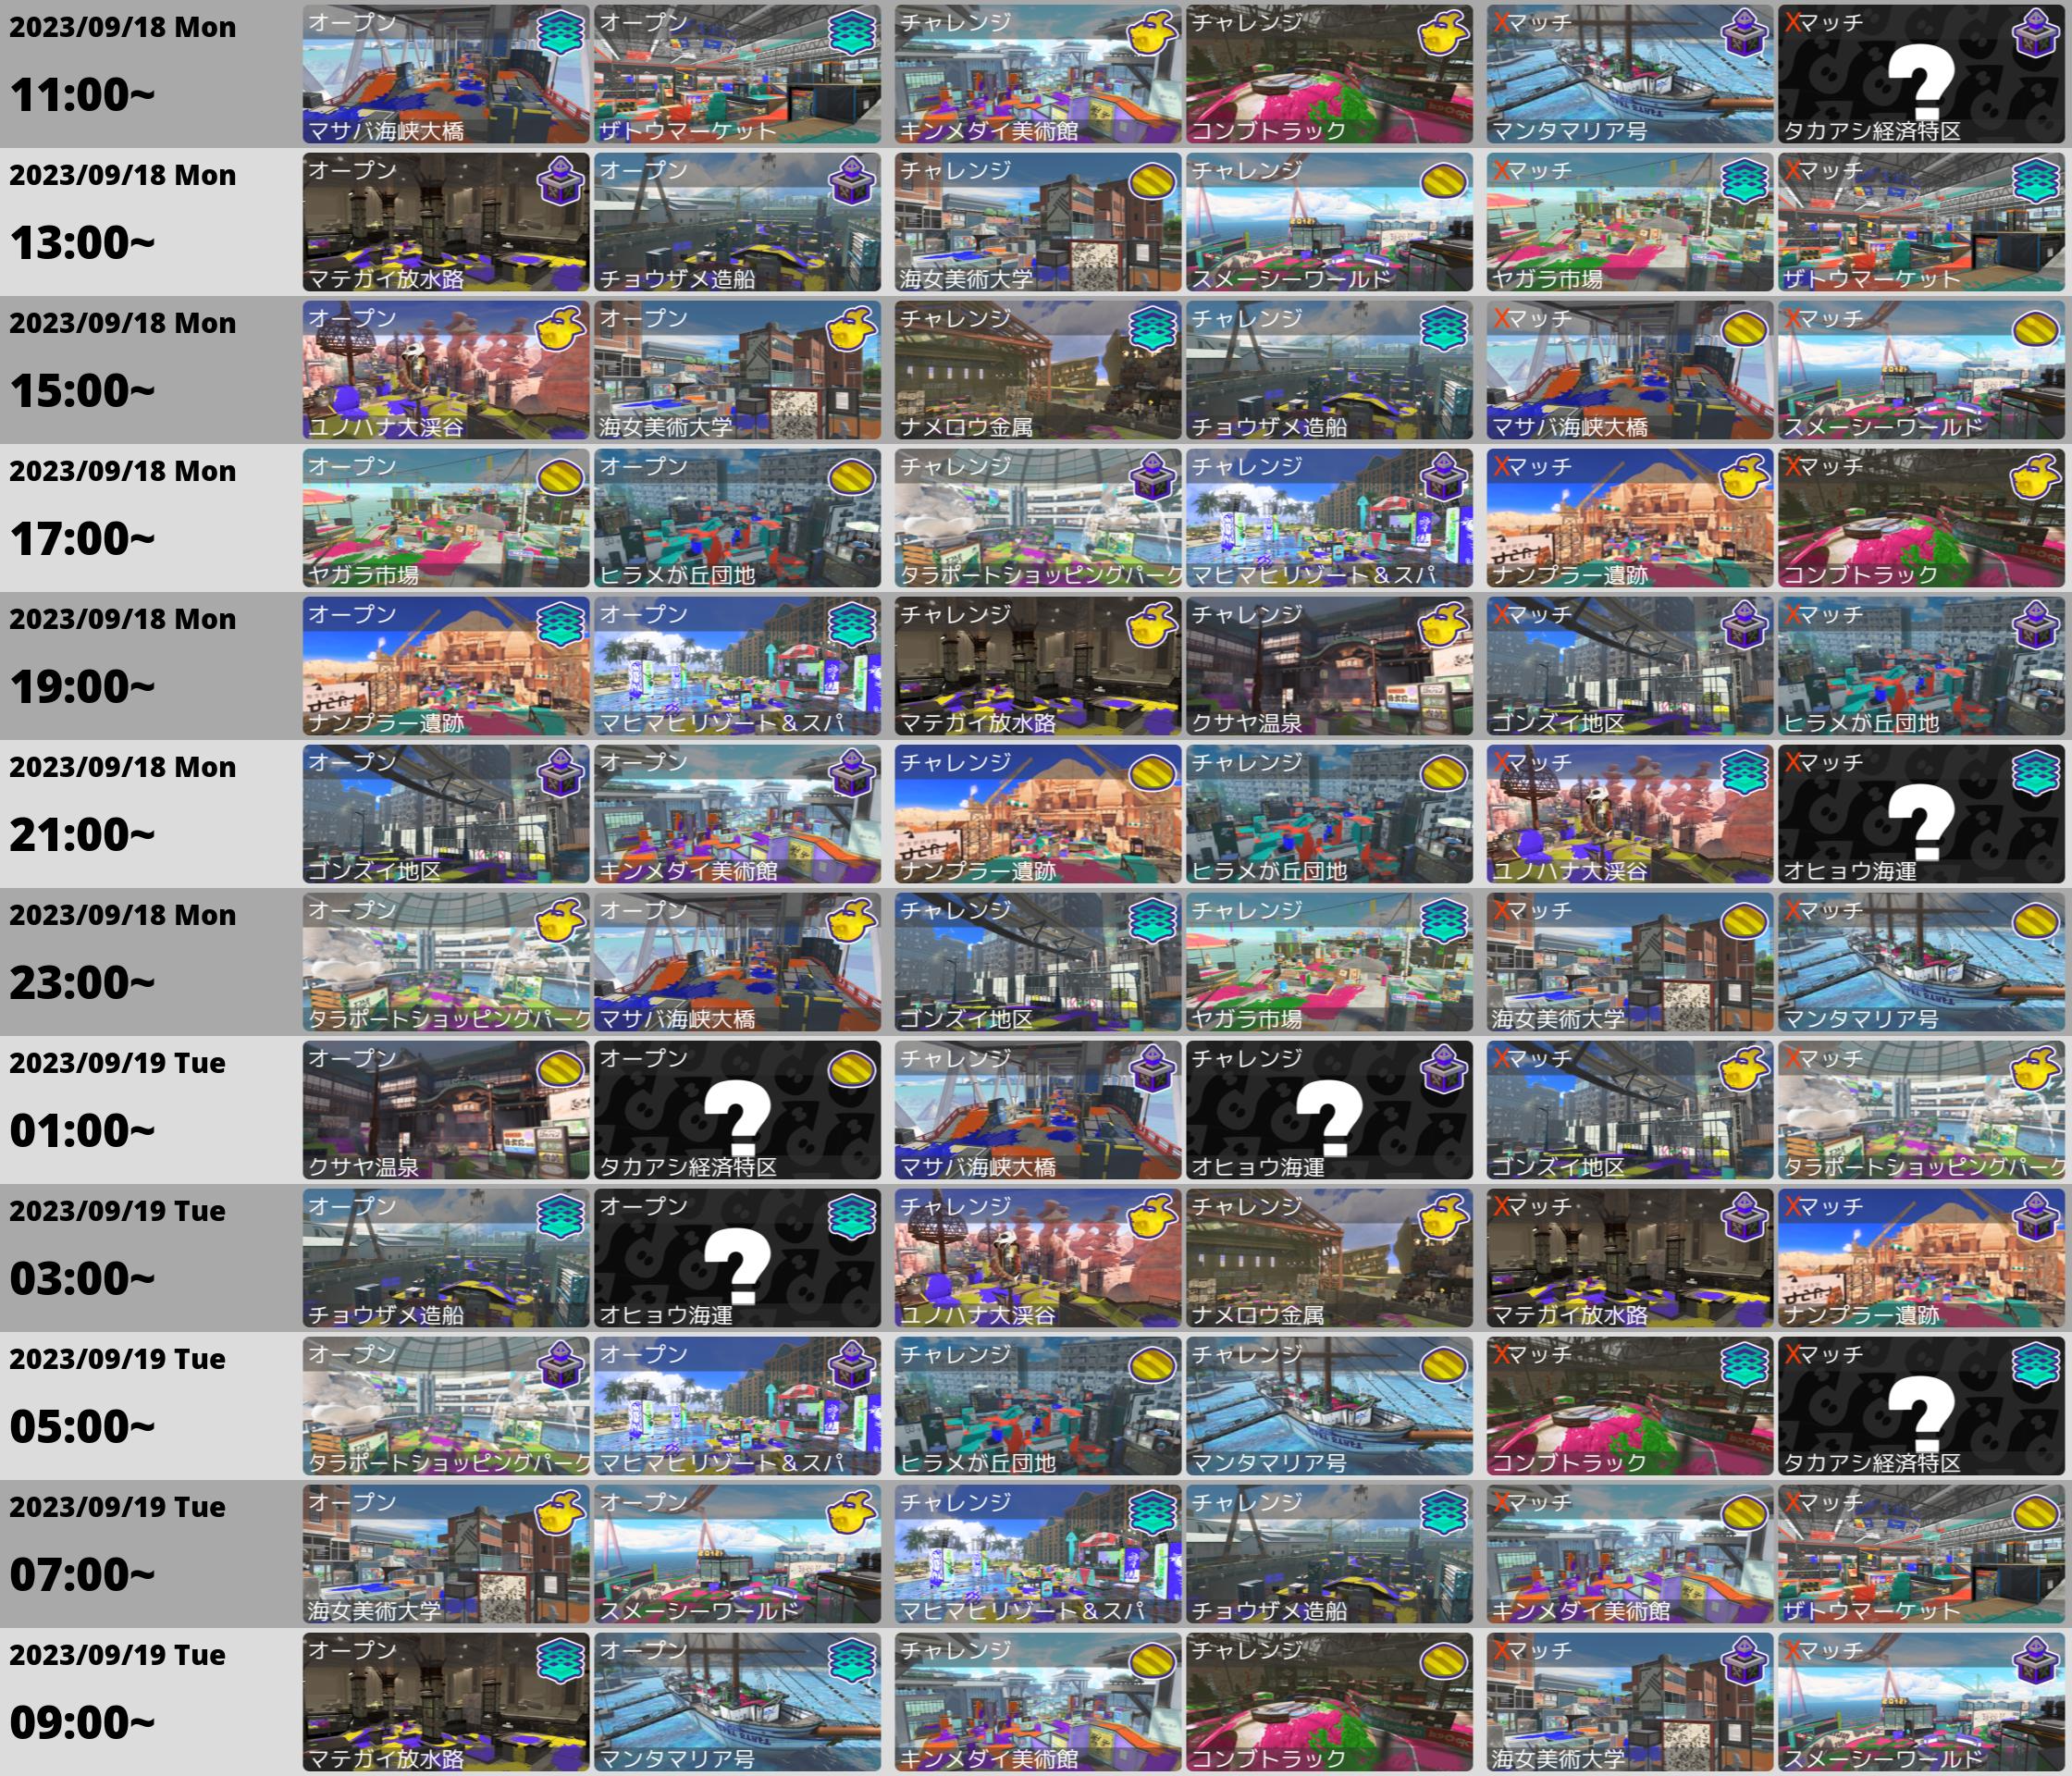 2023/09/18 Mon
11:00~
オープン
マサバ海峡大橋
オープン
ザトウマーケット
チャレンジ
キンメダイ美術館
チャレンジ
コンブトラック
Xマッチ
マンタマリア号
Xマッチ
?
タカアシ経済特区
2023/09/18 Mon
13:00~
オープン
マテガイ放水路
オープン
チョウザメ造船
チャレンジ
海女美術大学
チャレンジ
スメーシーワールド
Xマッチ
ヤガラ市場
Xマッチ
ザトウマーケット
2023/09/18 Mon
15:00~
オープン
ユノハナ大渓谷
オープン
海女美術大学
チャレンジ
ナメロウ金属
チャレンジ
チョウザメ造船
Xマッチ
マサバ海峡大橋
Xマッチ
スメーシーワールド
2023/09/18 Mon
17:00~
オープン
ヤガラ市場
オープン
ヒラメが丘団地
チャレンジ
タラポートショッピングパーク
チャレンジ
マヒマヒリゾート&スパ
Xマッチ
ナンプラー遺跡
Xマッチ
コンブトラック
2023/09/18 Mon
19:00~
オープン
ナンプラー遺跡
オープン
マヒマヒリゾート&スパ
チャレンジ
マテガイ放水路
チャレンジ
クサヤ温泉
Xマッチ
ゴンズイ地区
Xマッチ
ヒラメが丘団地
2023/09/18 Mon
21:00~
オープン
ゴンズイ地区
オープン
キンメダイ美術館
チャレンジ
ナンプラー遺跡
チャレンジ
ヒラメが丘団地
Xマッチ
ユノハナ大渓谷
Xマッチ
?
オヒョウ海運
2023/09/18 Mon
23:00~
オープン
タラポートショッピングパーク
オープン
マサバ海峡大橋
チャレンジ
ゴンズイ地区
チャレンジ
ヤガラ市場
Xマッチ
海女美術大学
Xマッチ
マンタマリア号
2023/09/19 Tue
01:00~
オープン
クサヤ温泉
オープン
?
タカアシ経済特区
チャレンジ
マサバ海峡大橋
チャレンジ
?
オヒョウ海運
Xマッチ
ゴンズイ地区
Xマッチ
タラポートショッピングパーク
2023/09/19 Tue
03:00~
オープン
チョウザメ造船
オープン
?
オヒョウ海運
チャレンジ
ユノハナ大渓谷
チャレンジ
ナメロウ金属
Xマッチ
マテガイ放水路
Xマッチ
ナンプラー遺跡
2023/09/19 Tue
05:00~
オープン
タラポートショッピングパーク
オープン
マヒマヒリゾート&スパ
チャレンジ
ヒラメが丘団地
チャレンジ
マンタマリア号
Xマッチ
コンブトラック
Xマッチ
?
タカアシ経済特区
2023/09/19 Tue
07:00~
オープン
海女美術大学
オープン
スメーシーワールド
チャレンジ
マヒマヒリゾート&スパ
チャレンジ
チョウザメ造船
Xマッチ
キンメダイ美術館
Xマッチ
ザトウマーケット
2023/09/19 Tue
09:00~
オープン
マテガイ放水路
オープン
マンタマリア号
チャレンジ
キンメダイ美術館
チャレンジ
コンブトラック
Xマッチ
海女美術大学
Xマッチ
スメーシーワールド